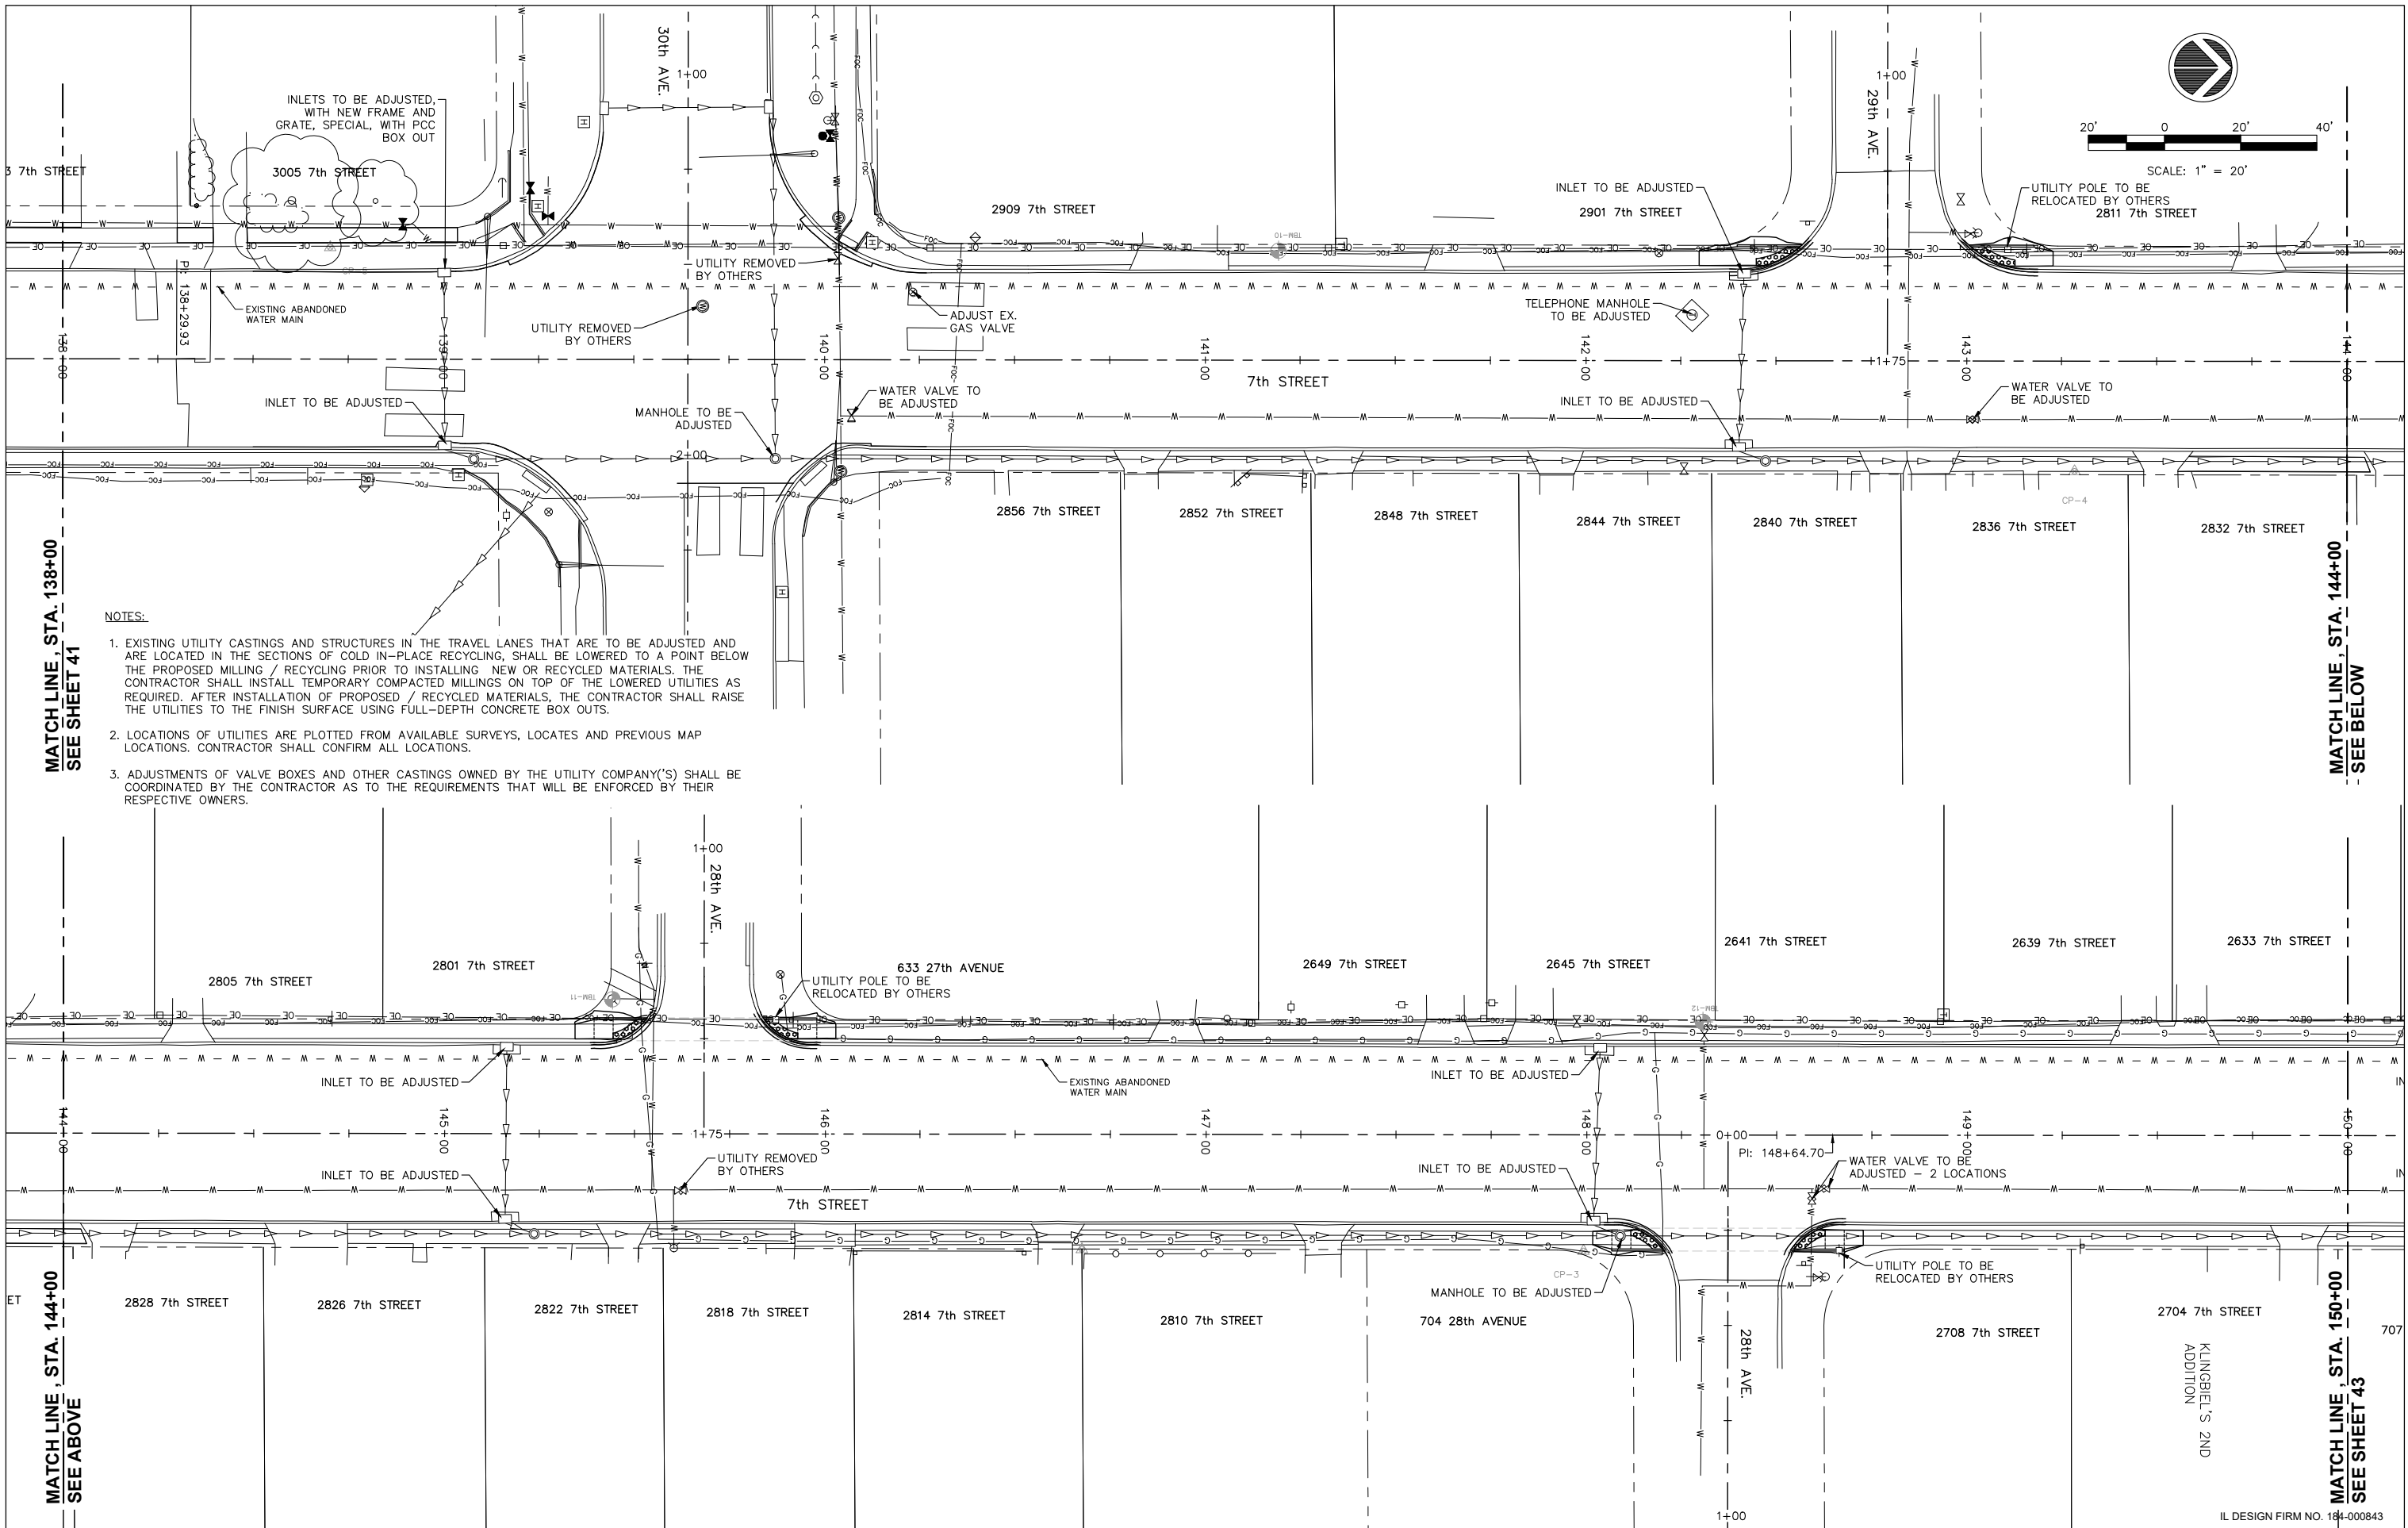 30th AVE.
1+00
INLETS TO BE ADJUSTED,
WITH NEW FRAME AND
GRATE, SPECIAL, WITH PCC
BOX OUT
3 7th STREET
3005 7th STREET
CP-5
PI: 138+29.93
EXISTING ABANDONED
WATER MAIN
UTILITY REMOVED
BY OTHERS
UTILITY REMOVED
BY OTHERS
ADJUST EX.
GAS VALVE
2909 7th STREET
TBM-10
INLET TO BE ADJUSTED
2901 7th STREET
TELEPHONE MANHOLE
TO BE ADJUSTED
29th AVE.
1+00
20' 0 20' 40'
SCALE: 1" = 20'
UTILITY POLE TO BE
RELOCATED BY OTHERS
2811 7th STREET
138+00
139+00
140+00
141+00
142+00
1+75
143+00
144+00
7th STREET
INLET TO BE ADJUSTED
MANHOLE TO BE
ADJUSTED
WATER VALVE TO
BE ADJUSTED
INLET TO BE ADJUSTED
WATER VALVE TO
BE ADJUSTED
2+00
CP-4
2856 7th STREET
2852 7th STREET
2848 7th STREET
2844 7th STREET
2840 7th STREET
2836 7th STREET
2832 7th STREET
MATCH LINE , STA. 138+00
SEE SHEET 41
MATCH LINE , STA. 144+00
SEE BELOW
NOTES:
1. EXISTING UTILITY CASTINGS AND STRUCTURES IN THE TRAVEL LANES THAT ARE TO BE ADJUSTED AND
ARE LOCATED IN THE SECTIONS OF COLD IN-PLACE RECYCLING, SHALL BE LOWERED TO A POINT BELOW
THE PROPOSED MILLING / RECYCLING PRIOR TO INSTALLING NEW OR RECYCLED MATERIALS. THE
CONTRACTOR SHALL INSTALL TEMPORARY COMPACTED MILLINGS ON TOP OF THE LOWERED UTILITIES AS
REQUIRED. AFTER INSTALLATION OF PROPOSED / RECYCLED MATERIALS, THE CONTRACTOR SHALL RAISE
THE UTILITIES TO THE FINISH SURFACE USING FULL-DEPTH CONCRETE BOX OUTS.
2. LOCATIONS OF UTILITIES ARE PLOTTED FROM AVAILABLE SURVEYS, LOCATES AND PREVIOUS MAP
LOCATIONS. CONTRACTOR SHALL CONFIRM ALL LOCATIONS.
3. ADJUSTMENTS OF VALVE BOXES AND OTHER CASTINGS OWNED BY THE UTILITY COMPANY('S) SHALL BE
COORDINATED BY THE CONTRACTOR AS TO THE REQUIREMENTS THAT WILL BE ENFORCED BY THEIR
RESPECTIVE OWNERS.
1+00
28th AVE.
2805 7th STREET
2801 7th STREET
TBM-11
633 27th AVENUE
UTILITY POLE TO BE
RELOCATED BY OTHERS
2649 7th STREET
2645 7th STREET
2641 7th STREET
2639 7th STREET
2633 7th STREET
TBM-12
INLET TO BE ADJUSTED
EXISTING ABANDONED
WATER MAIN
INLET TO BE ADJUSTED
IN
144+00
145+00
1+75
146+00
147+00
148+00
0+00
149+00
150+00
PI: 148+64.70
INLET TO BE ADJUSTED
UTILITY REMOVED
BY OTHERS
INLET TO BE ADJUSTED
WATER VALVE TO BE
ADJUSTED - 2 LOCATIONS
IN
7th STREET
CP-3
MANHOLE TO BE ADJUSTED
UTILITY POLE TO BE
RELOCATED BY OTHERS
ET
2828 7th STREET
2826 7th STREET
2822 7th STREET
2818 7th STREET
2814 7th STREET
2810 7th STREET
704 28th AVENUE
28th AVE.
1+00
2708 7th STREET
2704 7th STREET
707
KLINGBIEL'S 2ND
ADDITION
MATCH LINE , STA. 144+00
SEE ABOVE
MATCH LINE , STA. 150+00
SEE SHEET 43
IL DESIGN FIRM NO. 184-000843